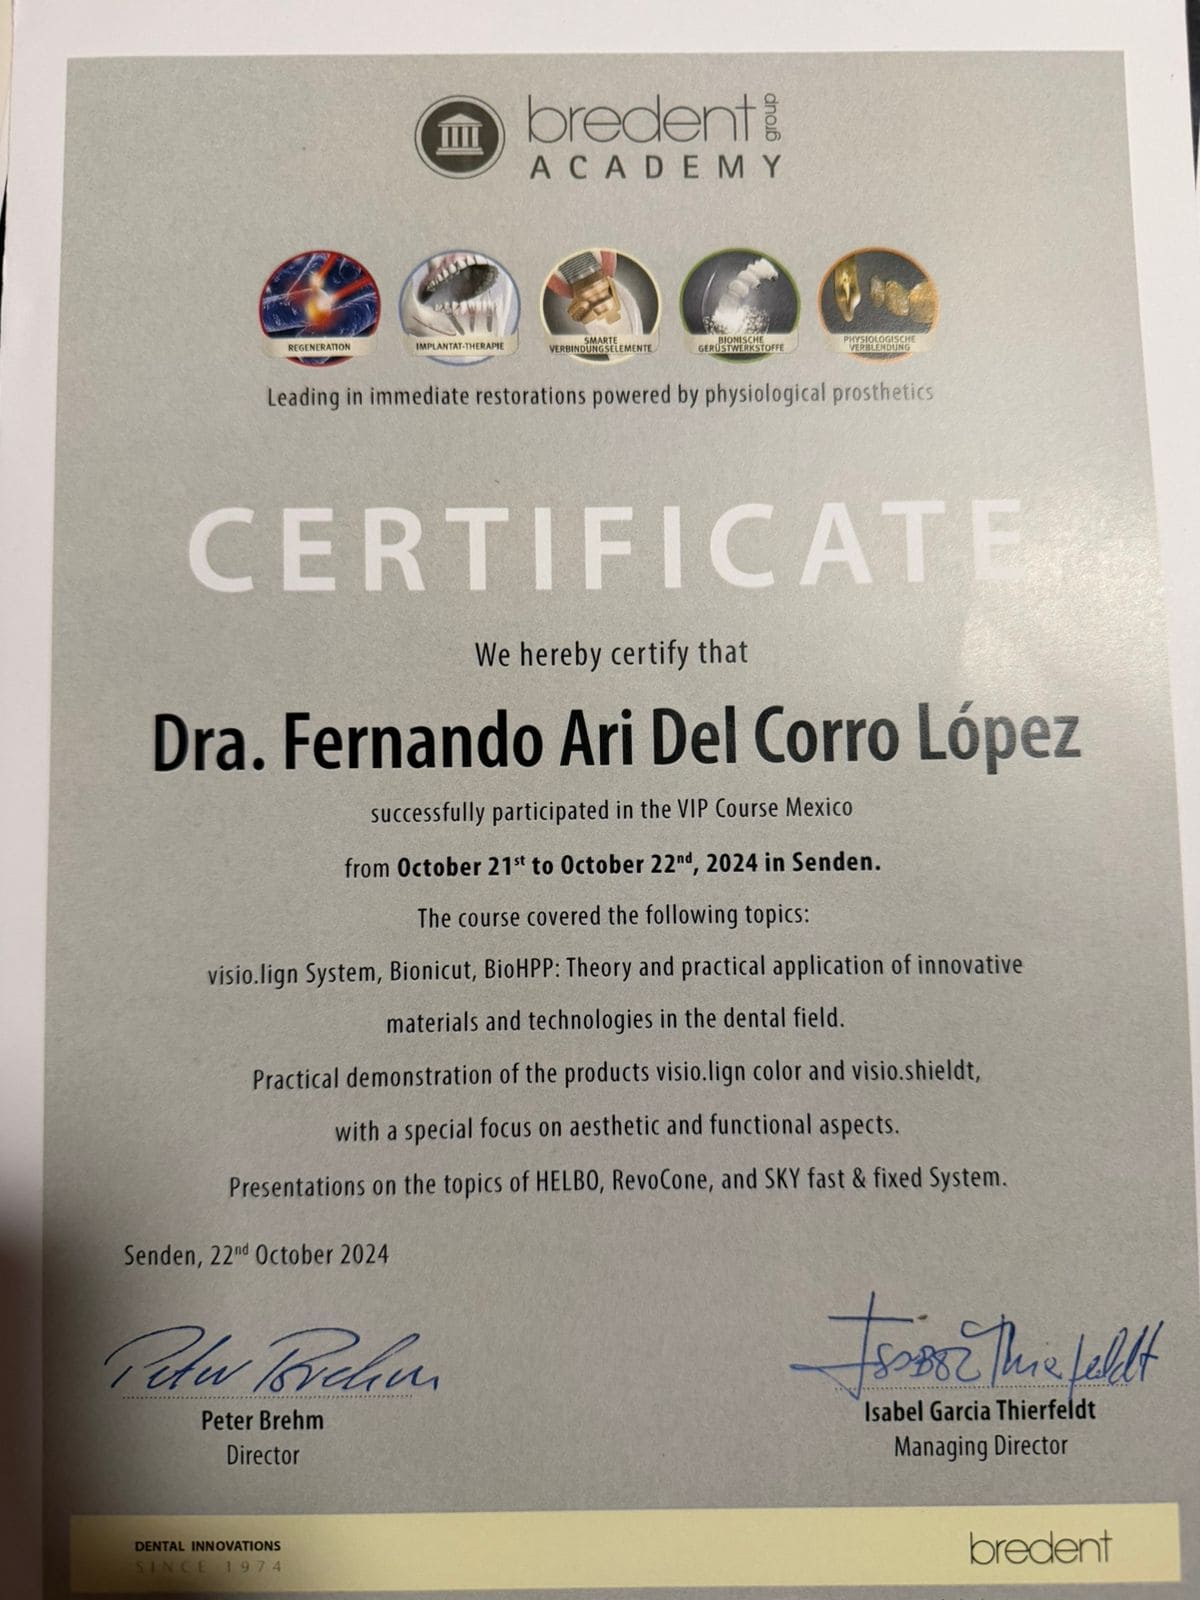 bredent group
ACADEMY
REGENERATION
IMPLANTAT-THERAPIE
SMARTE
VERBINDUNGSELEMENTE
BIONISCHE
GERÜSTWERKSTOFFE
PHYSIOLOGISCHE
VERBLENDUNG
Leading in immediate restorations powered by physiological prosthetics
CERTIFICATE
We hereby certify that
Dra. Fernando Ari Del Corro López
successfully participated in the VIP Course Mexico
from October 21st to October 22nd, 2024 in Senden.
The course covered the following topics:
visio.lign System, Bionicut, BioHPP: Theory and practical application of innovative
materials and technologies in the dental field.
Practical demonstration of the products visio.lign color and visio.shieldt,
with a special focus on aesthetic and functional aspects.
Presentations on the topics of HELBO, RevoCone, and SKY fast & fixed System.
Senden, 22nd October 2024
Peter Brehm
Isabel Thierfeldt
Peter Brehm
Director
Isabel Garcia Thierfeldt
Managing Director
DENTAL INNOVATIONS
SINCE 1974
bredent